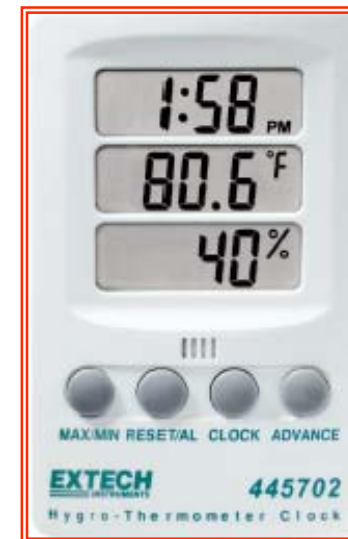 1:58 PM
80.6 °F
40%
MAX/MIN RESET/AL CLOCK ADVANCE
EXTECH
INSTRUMENTS
445702
Hygro-Thermometer Clock